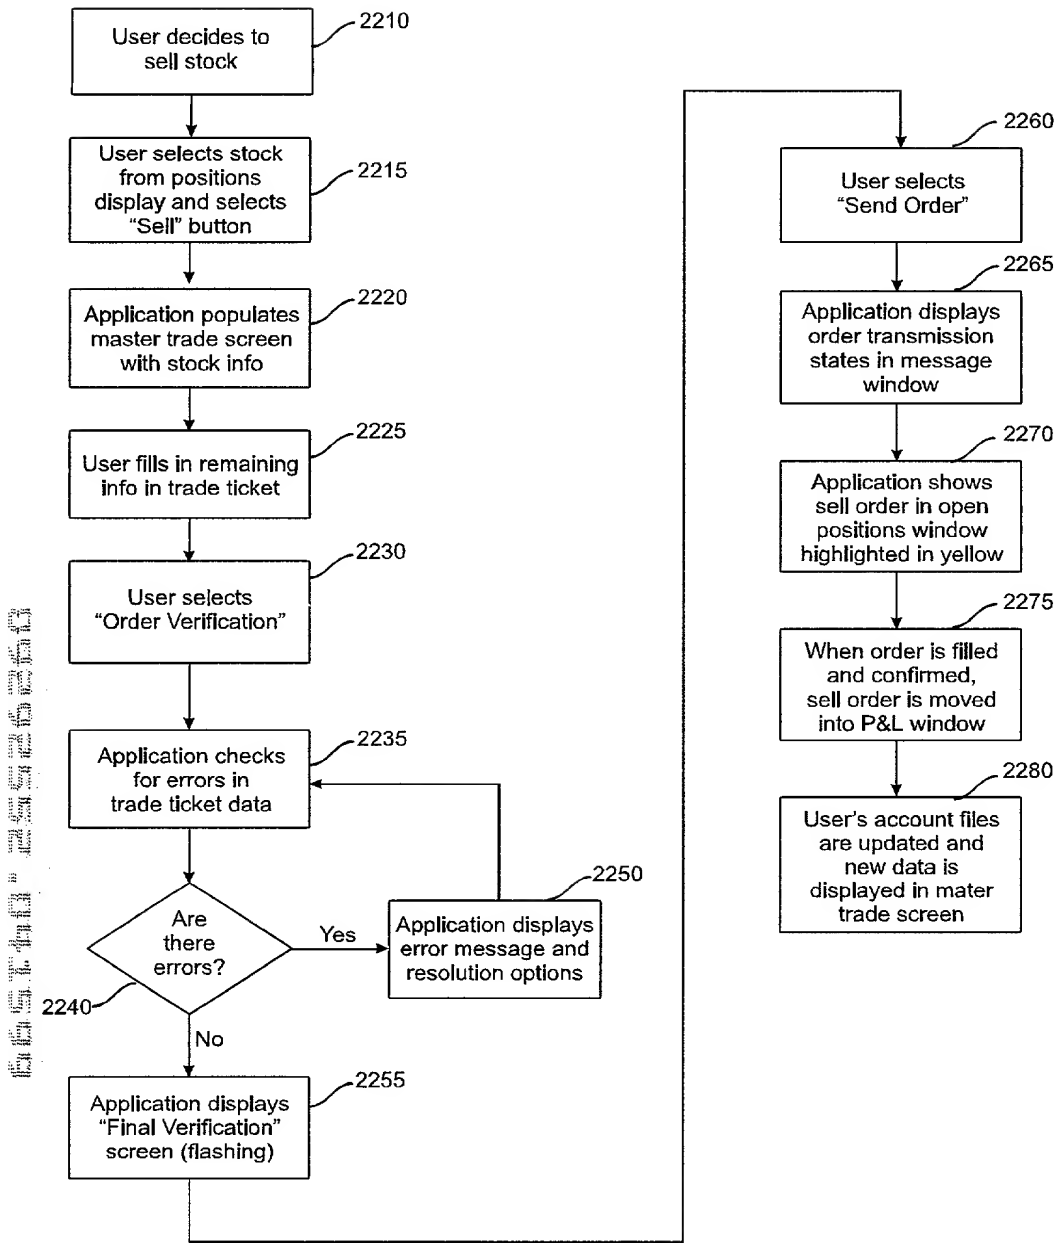 User decides to
sell stock
2210
User selects stock
from positions
display and selects
“Sell” button
2215
Application populates
master trade screen
with stock info
2220
User fills in remaining
info in trade ticket
2225
User selects
“Order Verification”
2230
Application checks
for errors in
trade ticket data
2235
Are
there
errors?
2240
Yes
Application displays
error message and
resolution options
2250
No
Application displays
“Final Verification”
screen (flashing)
2255
User selects
“Send Order”
2260
Application displays
order transmission
states in message
window
2265
Application shows
sell order in open
positions window
highlighted in yellow
2270
When order is filled
and confirmed,
sell order is moved
into P&L window
2275
User's account files
are updated and
new data is
displayed in mater
trade screen
2280